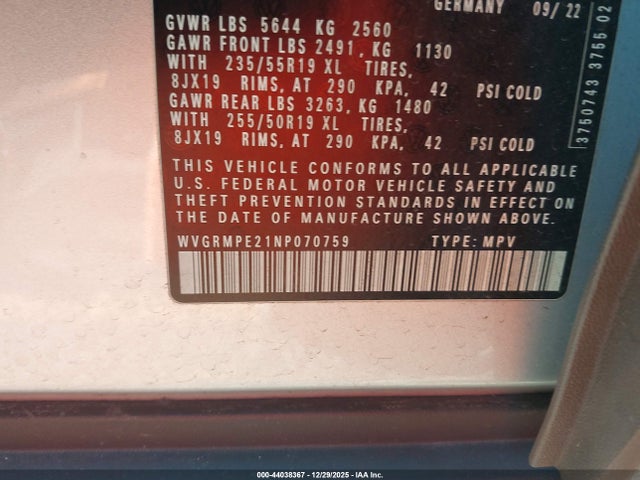 GERMANY 09/ 22
GVWR LBS 5644 KG 2560
GAWR FRONT LBS 2491, KG 1130
WITH 235/55R19 XL TIRES,
8JX19 RIMS, AT 290 KPA, 42 PSI COLD
GAWR REAR LBS 3263, KG 1480
WITH 255/50R19 XL TIRES,
8JX19 RIMS, AT 290 KPA, 42 PSI COLD
THIS VEHICLE CONFORMS TO ALL APPLICABLE
U.S. FEDERAL MOTOR VEHICLE SAFETY AND
THEFT PREVENTION STANDARDS IN EFFECT ON
THE DATE OF MANUFACTURE SHOWN ABOVE.
WVGRMPE21NP070759 TYPE: MPV
3750743 3755 02
000-44038367 - 12/29/2025 - IAA Inc.